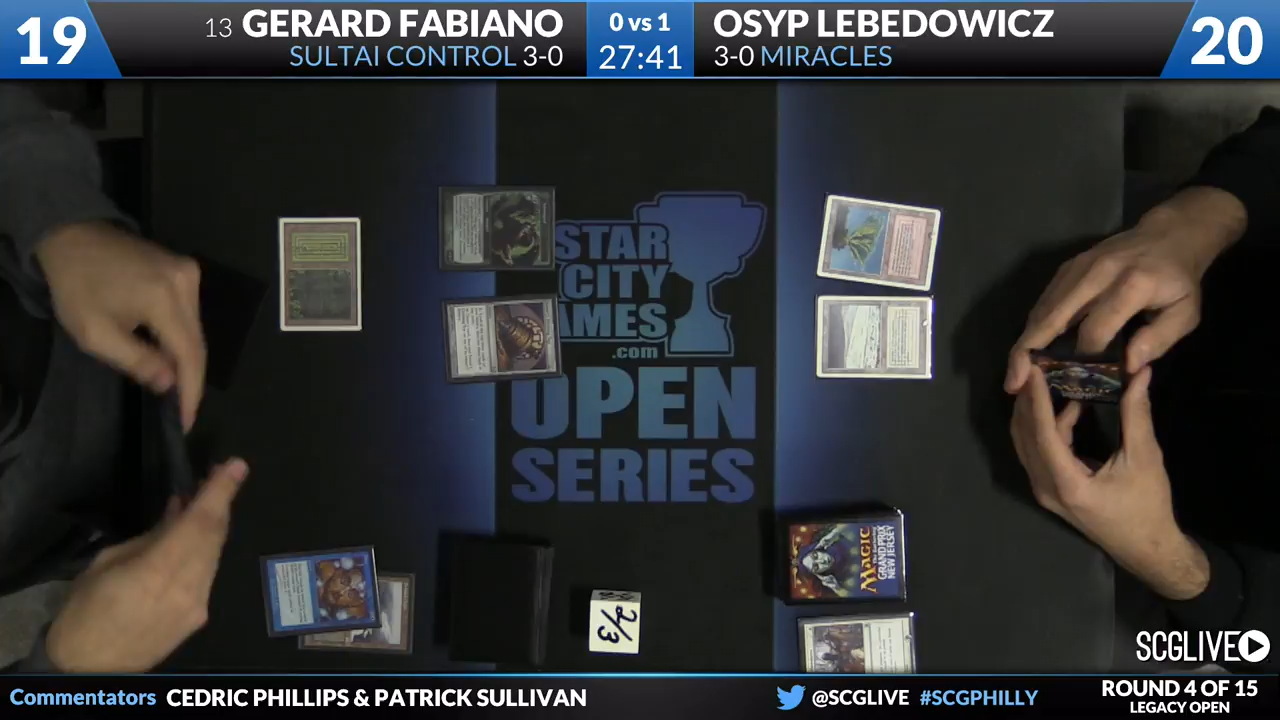 19
13 GERARD FABIANO
SULTAI CONTROL 3-0
0 vs 1
27:41
OSYP LEBEDOWICZ
3-0 MIRACLES
20
STAR
CITY
GAMES
.com
OPEN
SERIES
MAGIC
GRAND PRIX
NEW JERSEY
2/3
SCGLIVE
Commentators CEDRIC PHILLIPS & PATRICK SULLIVAN
@SCGLIVE #SCGPHILLY
ROUND 4 OF 15
LEGACY OPEN